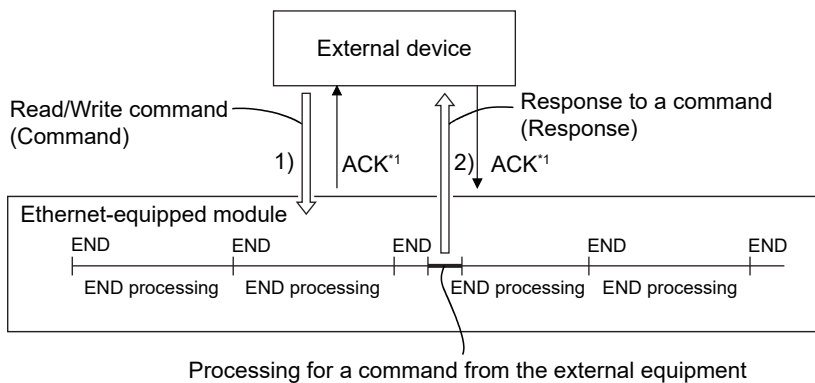 External device
Read/Write command
(Command)
Response to a command
(Response)
1)
ACK*1
2)
ACK*1
Ethernet-equipped module
END
END
END
END
END
END processing
END processing
END processing
END processing
Processing for a command from the external equipment